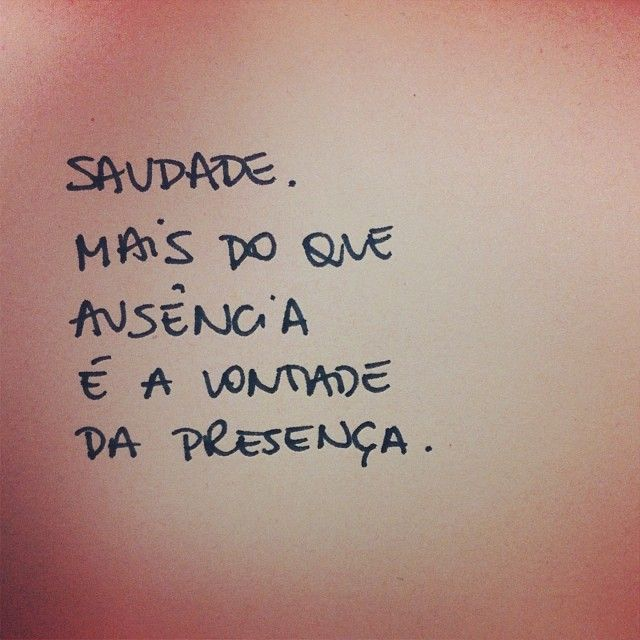 SAUDADE.
MAiS DO QUE
AUSÊNCiA
É A VONTADE
DA PRESENÇA.